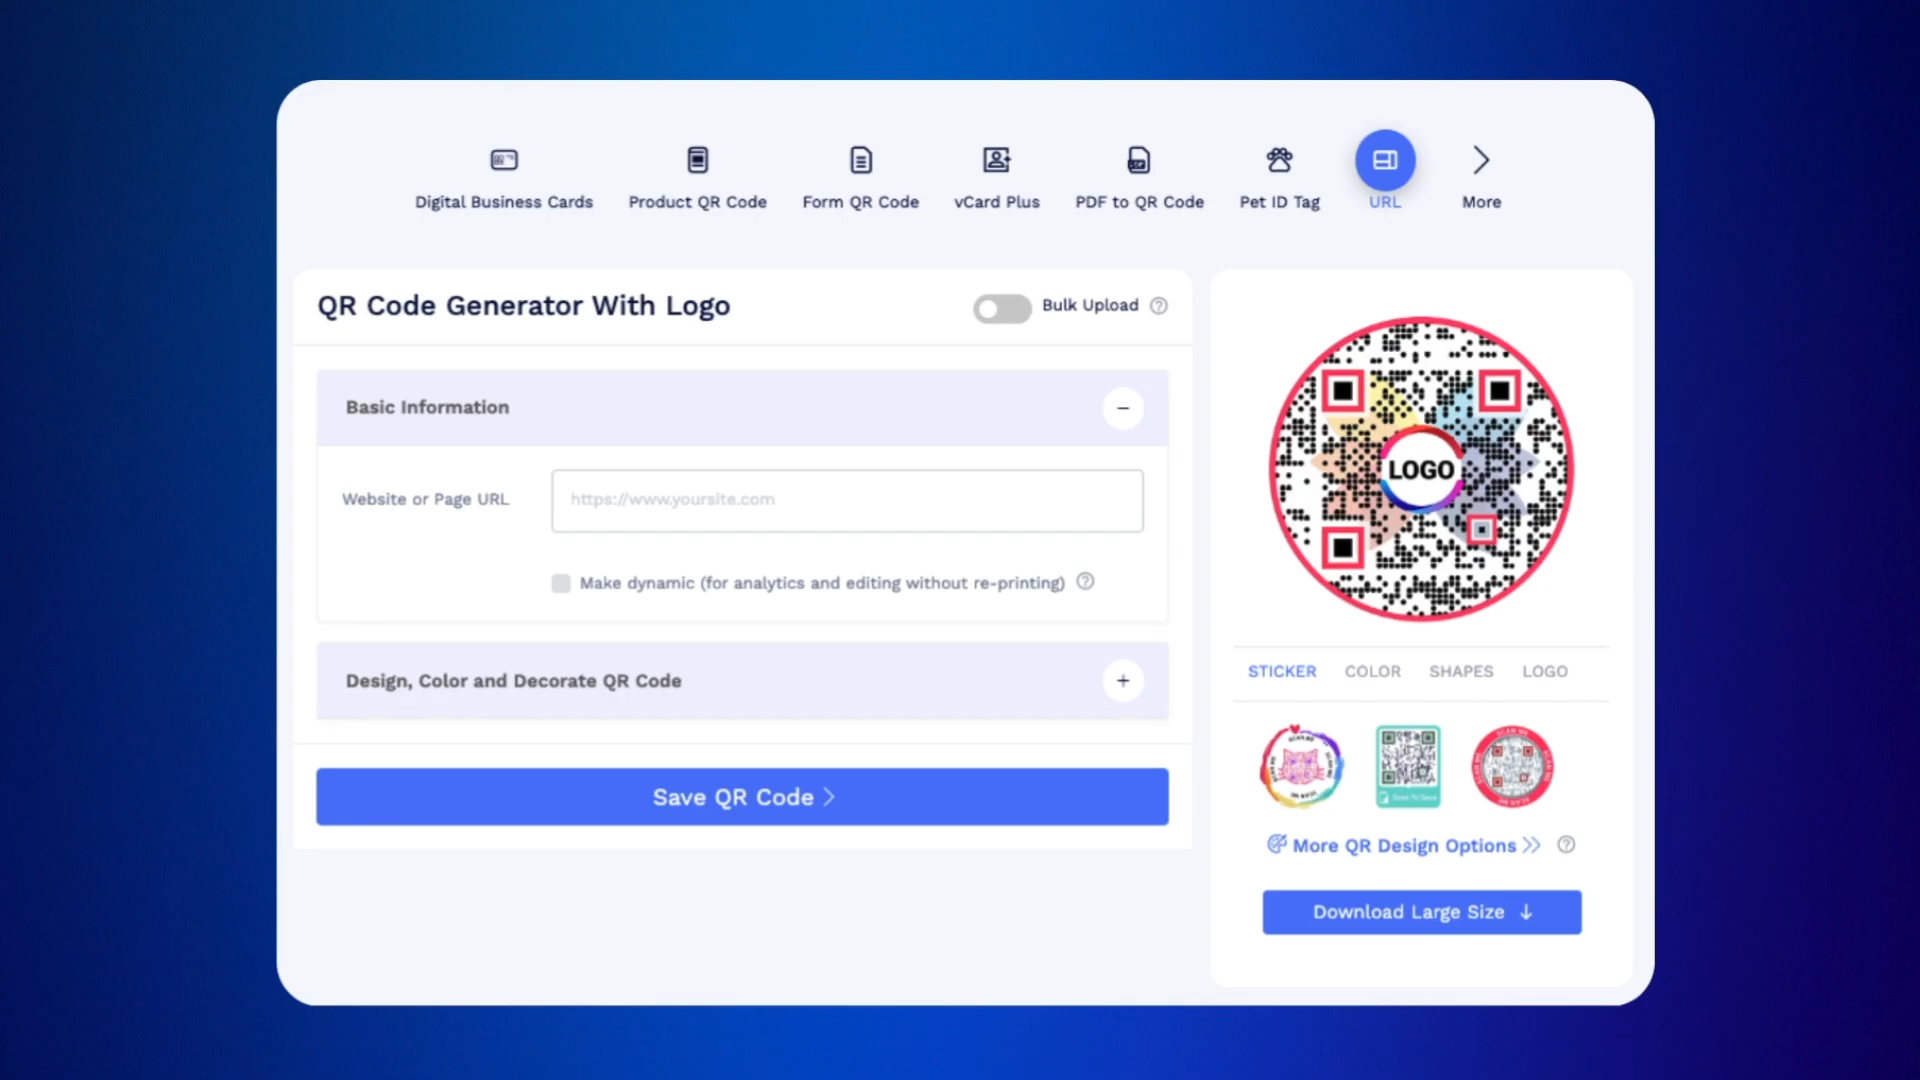 Digital Business Cards
Product QR Code
Form QR Code
vCard Plus
PDF to QR Code
Pet ID Tag
URL
More
QR Code Generator With Logo
Bulk Upload
Basic Information
Website or Page URL
https://www.yoursite.com
Make dynamic (for analytics and editing without re-printing)
Design, Color and Decorate QR Code
Save QR Code
LOGO
STICKER
COLOR
SHAPES
LOGO
SCAN ME
More QR Design Options
Download Large Size